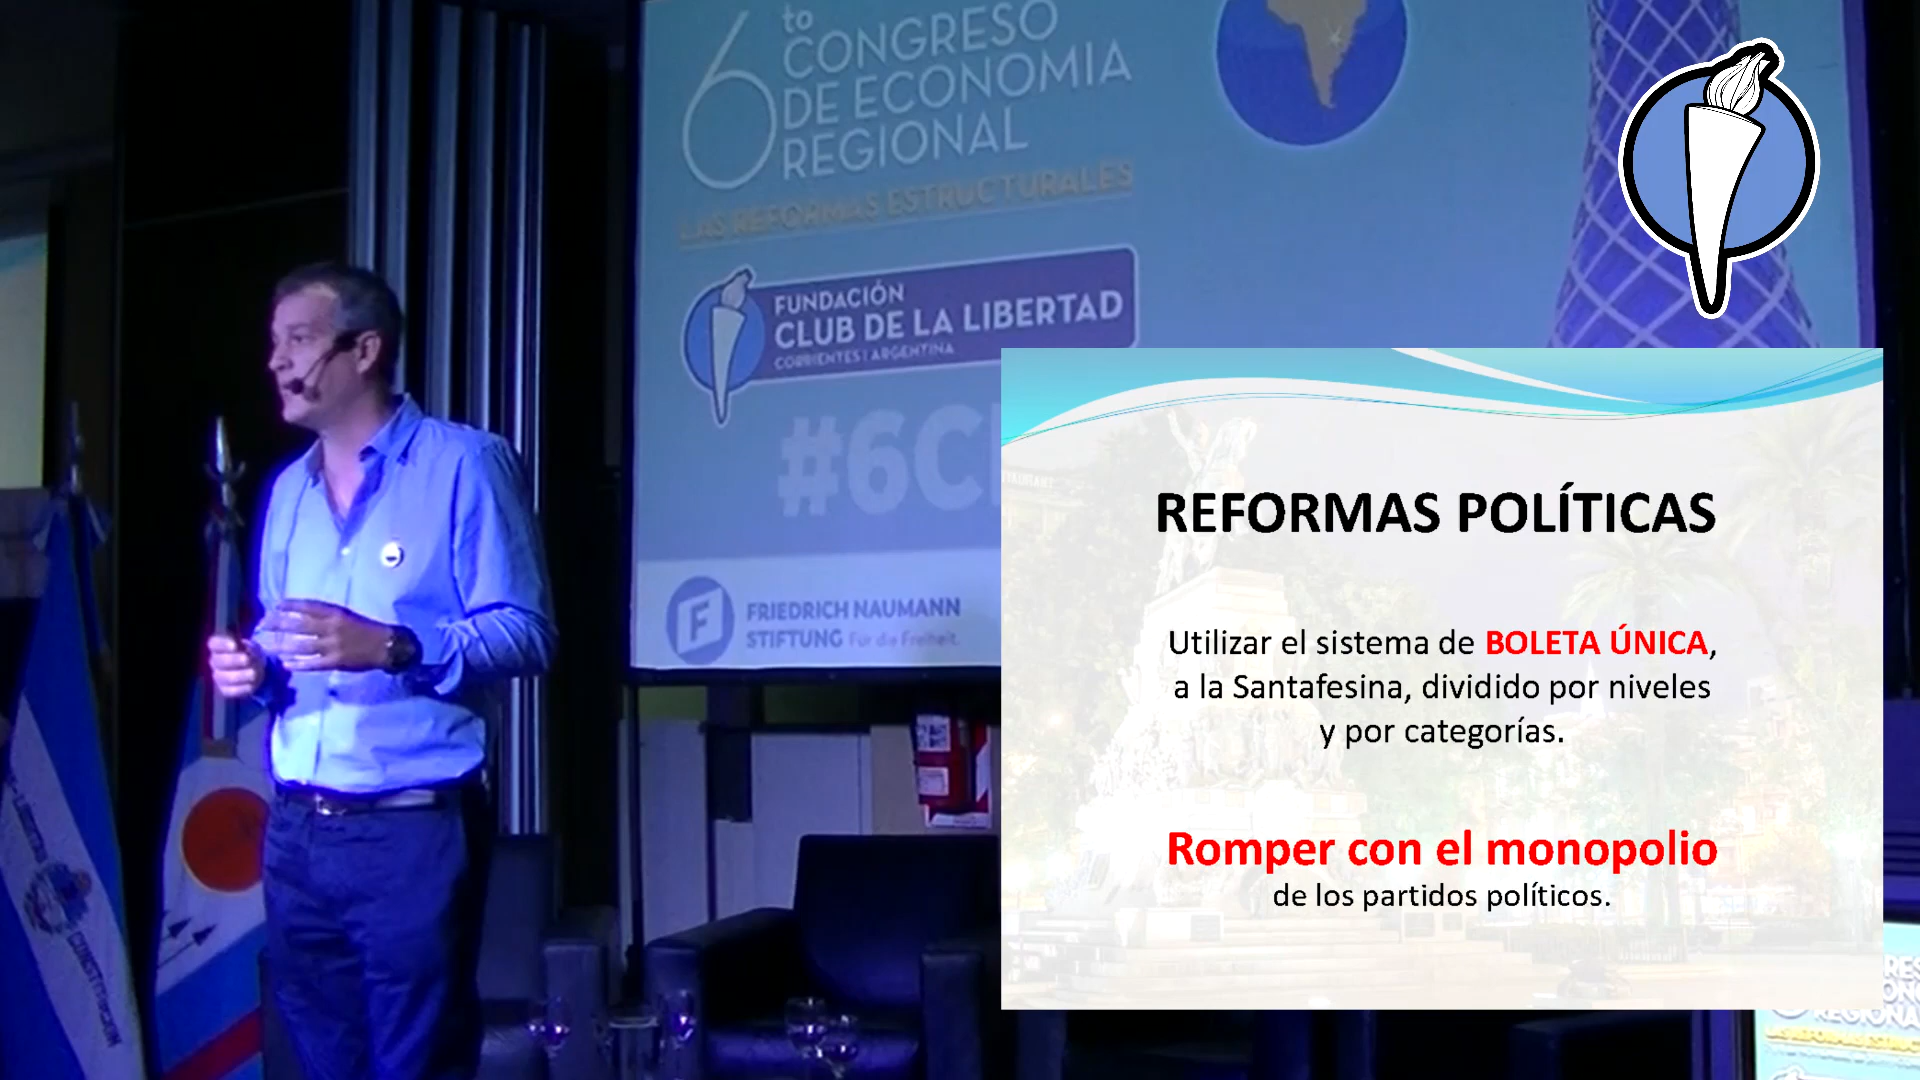 6to
CONGRESO
DE ECONOMIA
REGIONAL
LAS REFORMAS ESTRUCTURALES
FUNDACIÓN
CLUB DE LA LIBERTAD
CORRIENTES | ARGENTINA
#6C
FRIEDRICH NAUMANN
STIFTUNG Für die Freiheit.
REFORMAS POLÍTICAS
Utilizar el sistema de BOLETA ÚNICA,
a la Santafesina, dividido por niveles
y por categorías.
Romper con el monopolio
de los partidos políticos.